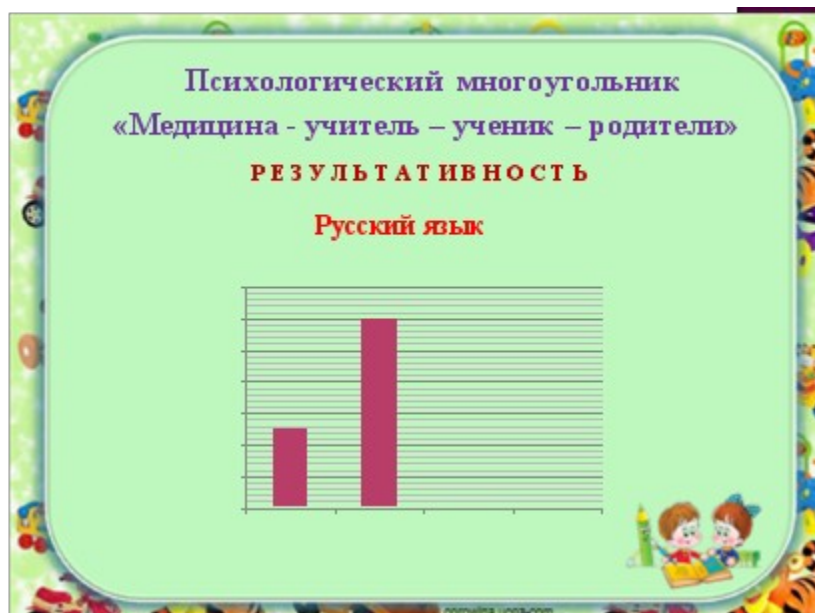 Психологический многоугольник
«Медицина - учитель – ученик – родители»
РЕЗУЛЬТАТИВНОСТЬ
Русский язык